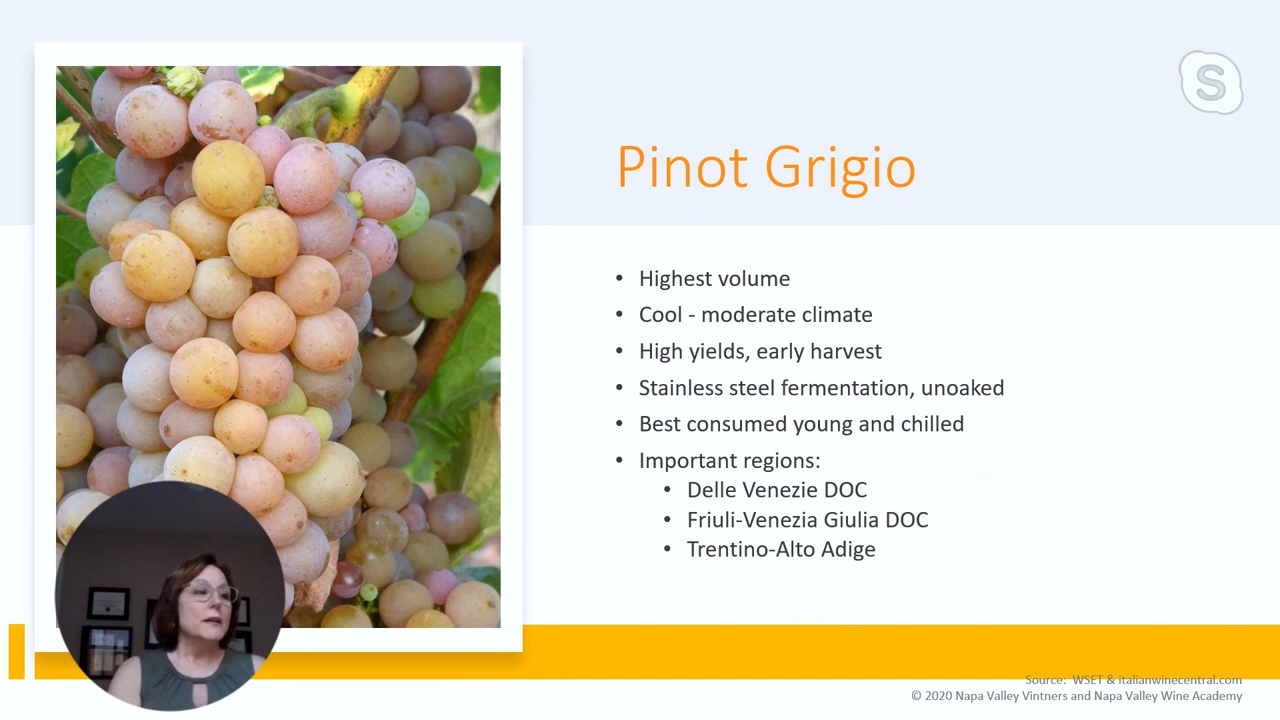 S
Pinot Grigio
• Highest volume
• Cool - moderate climate
• High yields, early harvest
• Stainless steel fermentation, unoaked
• Best consumed young and chilled
• Important regions:
• Delle Venezie DOC
• Friuli-Venezia Giulia DOC
• Trentino-Alto Adige
Source: WSET & italianwinecentral.com
© 2020 Napa Valley Vintners and Napa Valley Wine Academy